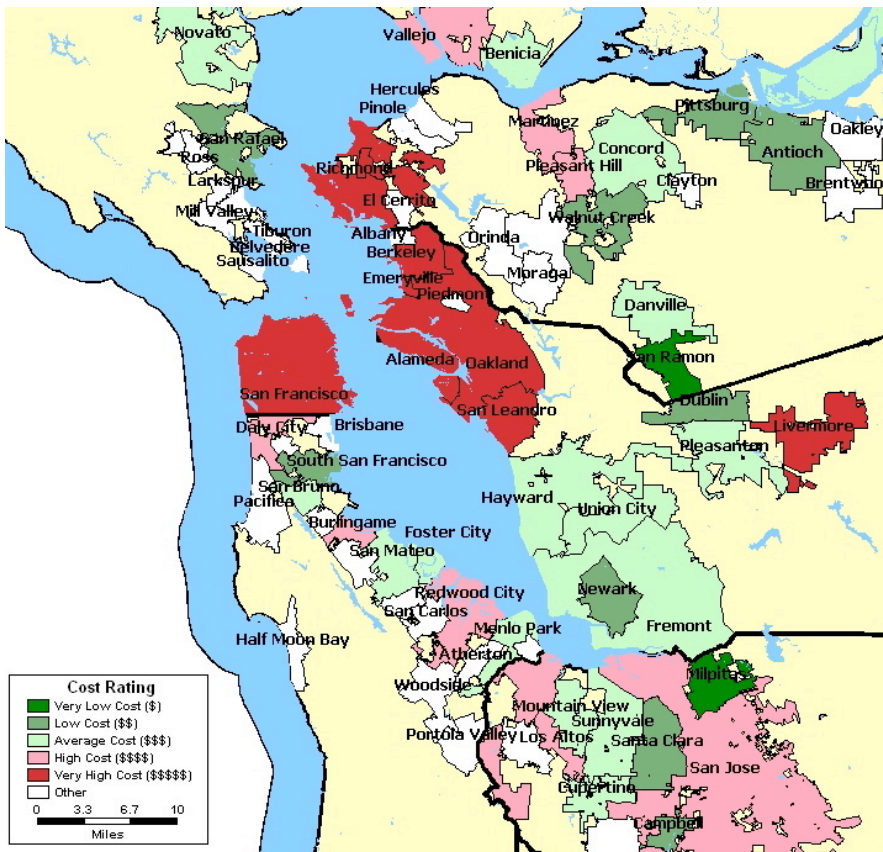 Novato
Vallejo
Benicia
Hercules
Pinole
Pittsburg
San Rafael
Martinez
Oakley
Ross
Concord
Antioch
Richmond
Pleasant Hill
Larkspur
Clayton
Brentwoo
El Cerrito
Mill Valley
Walnut Creek
Tiburon
Albany
Orinda
Belvedere
Berkeley
Sausalito
Moraga
Emeryville
Piedmont
Danville
Alameda
Oakland
San Ramon
San Francisco
Dublin
San Leandro
Daly City
Brisbane
Livermore
Pleasanton
South San Francisco
San Bruno
Hayward
Pacifica
Union City
Burlingame
Foster City
San Mateo
Redwood City
Newark
San Carlos
Menlo Park
Fremont
Half Moon Bay
Atherton
Milpitas
Woodside
Mountain View
Sunnyvale
Portola Valley
Los Altos
Santa Clara
San Jose
Cupertino
Campbell
Cost Rating
Very Low Cost ($)
Low Cost ($$)
Average Cost ($$$)
High Cost ($$$$)
Very High Cost ($$$$$)
Other
0 3.3 6.7 10
Miles